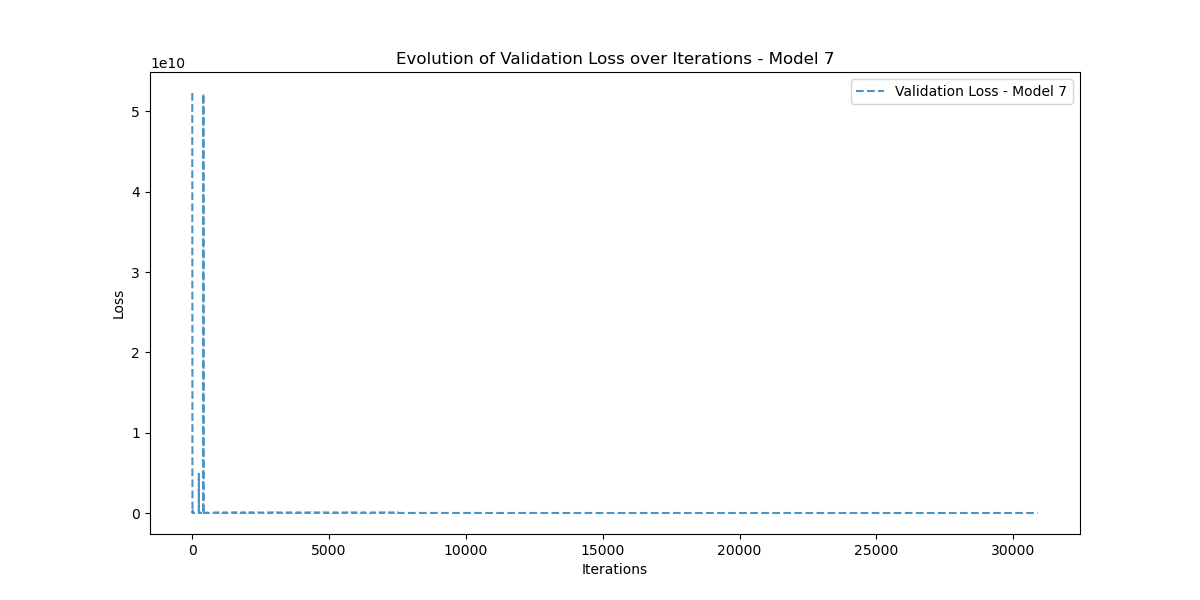 Evolution of Validation Loss over Iterations - Model 7
1e10
Validation Loss - Model 7
5
4
3
2
1
0
Loss
0 5000 10000 15000 20000 25000 30000
Iterations